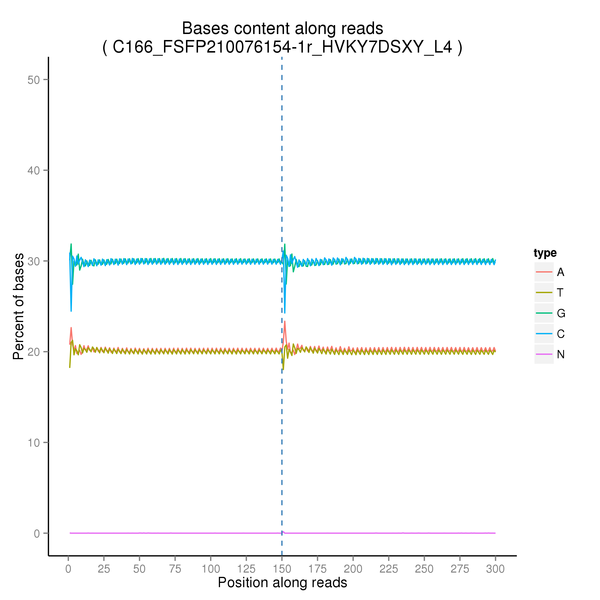 Bases content along reads
( C166_FSFP210076154-1r_HVKY7DSXY_L4 )
Percent of bases
50
40
30
20
10
0
0 25 50 75 100 125 150 175 200 225 250 275 300
Position along reads
type
A
T
G
C
N